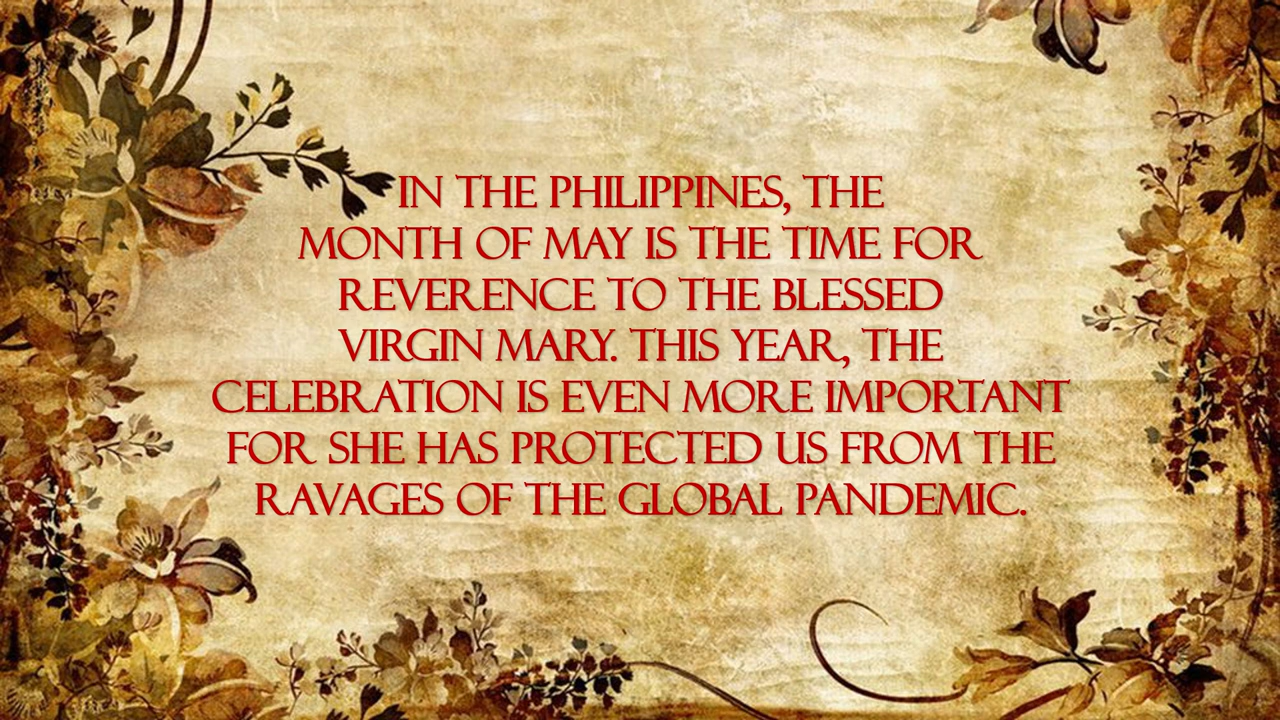 IN THE PHILIPPINES, THE
MONTH OF MAY IS THE TIME FOR
REVERENCE TO THE BLESSED
VIRGIN MARY. THIS YEAR, THE
CELEBRATION IS EVEN MORE IMPORTANT
FOR SHE HAS PROTECTED US FROM THE
RAVAGES OF THE GLOBAL PANDEMIC.